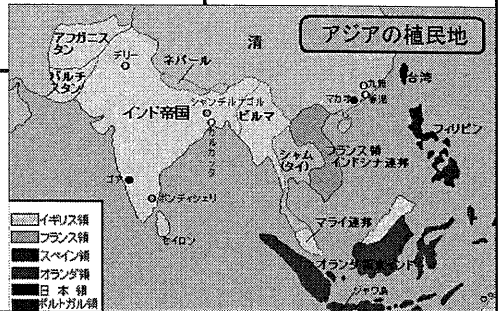 アジアの植民地
清
アフガニス
タン
バルチ
スタン
デリー
ネパール
インド帝国
シャンデルナゴル
カルカッタ
ビルマ
ゴア
ポンディシェリ
セイロン
シャム
(タイ)
フランス領
インドシナ連邦
マカオ
九龍
香港
台湾
フィリピン
マライ連邦
オランダ領東インド
ジャワ島
イギリス領
フランス領
スペイン領
オランダ領
日本領
ポルトガル領